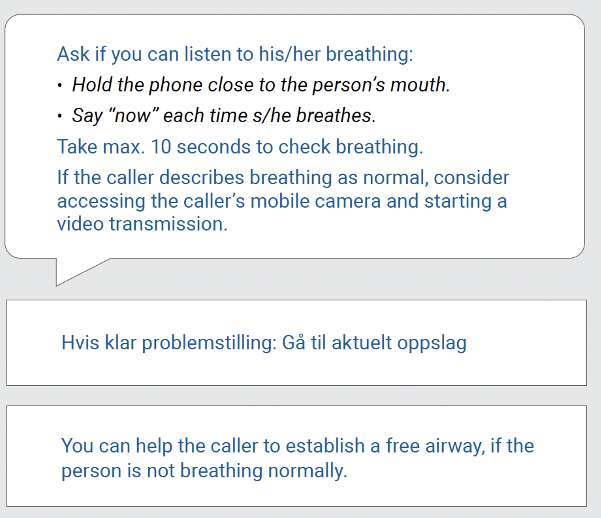 Ask if you can listen to his/her breathing:
• Hold the phone close to the person’s mouth.
• Say “now” each time s/he breathes.
Take max. 10 seconds to check breathing.
If the caller describes breathing as normal, consider
accessing the caller’s mobile camera and starting a
video transmission.
Hvis klar problemstilling: Gå til aktuelt oppslag
You can help the caller to establish a free airway, if the
person is not breathing normally.